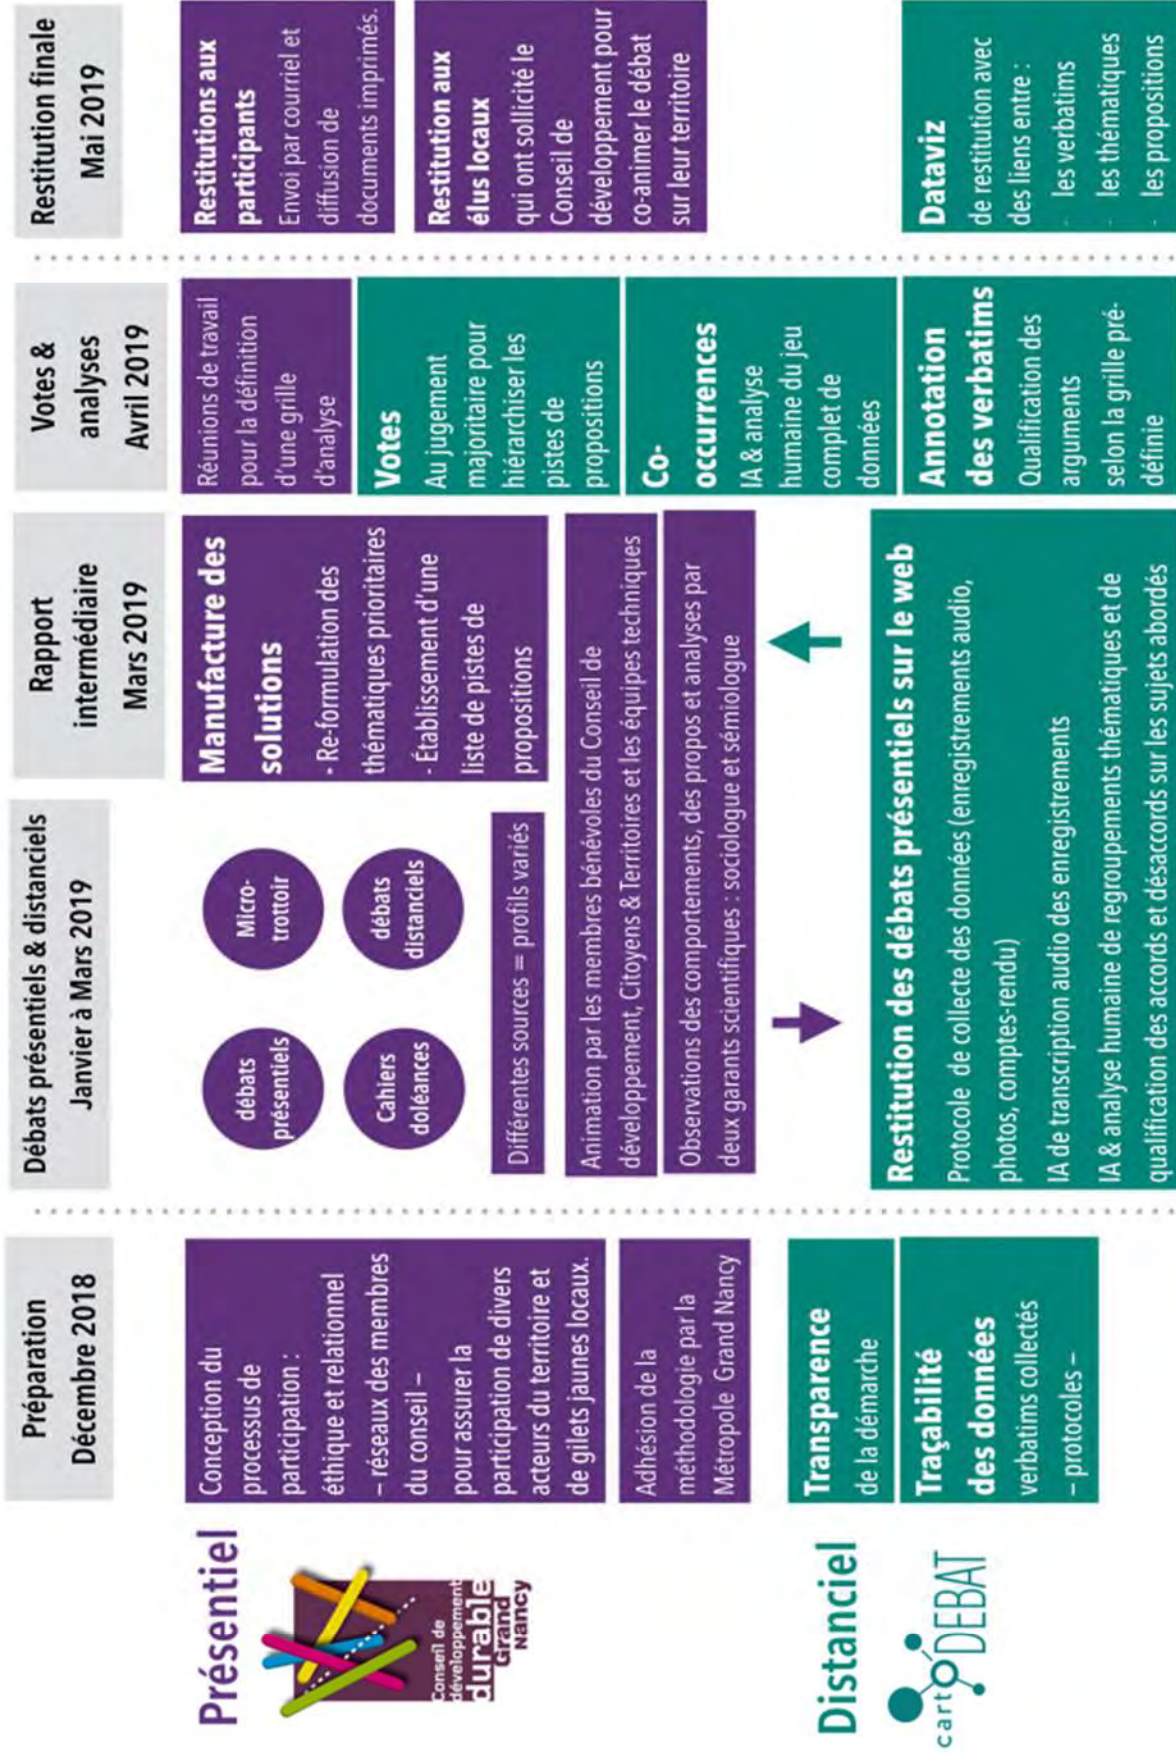 Préparation
Décembre 2018
Débats présentiels & distanciels
Janvier à Mars 2019
Rapport
intermédiaire
Mars 2019
Votes &
analyses
Avril 2019
Restitution finale
Mai 2019
Présentiel
Conseil de
développement
durable
Grand
Nancy
Conception du
processus de
participation :
éthique et relationnel
– réseaux des membres
du conseil –
pour assurer la
participation de divers
acteurs du territoire et
de gilets jaunes locaux.
Adhésion de la
méthodologie par la
Métropole Grand Nancy
débats
présentiels
Micro-
trottoir
Cahiers
doléances
débats
distanciels
Différentes sources = profils variés
Manufacture des
solutions
- Re-formulation des
thématiques prioritaires
- Établissement d'une
liste de pistes de
propositions
Animation par les membres bénévoles du Conseil de
développement, Citoyens & Territoires et les équipes techniques
Observations des comportements, des propos et analyses par
deux garants scientifiques : sociologue et sémiologue
Réunions de travail
pour la définition
d'une grille
d'analyse
Votes
Au jugement
majoritaire pour
hiérarchiser les
pistes de
propositions
Co-
occurrences
IA & analyse
humaine du jeu
complet de
données
Annotation
des verbatims
Qualification des
arguments
selon la grille pré-
définie
Restitutions aux
participants
Envoi par courriel et
diffusion de
documents imprimés.
Restitution aux
élus locaux
qui ont sollicité le
Conseil de
développement pour
co-animer le débat
sur leur territoire
Distanciel
cartODEBAT
Transparence
de la démarche
Traçabilité
des données
verbatims collectés
– protocoles –
Restitution des débats présentiels sur le web
Protocole de collecte des données (enregistrements audio,
photos, comptes-rendu)
IA de transcription audio des enregistrements
IA & analyse humaine de regroupements thématiques et de
qualification des accords et désaccords sur les sujets abordés
Dataviz
de restitution avec
des liens entre :
- les verbatims
- les thématiques
- les propositions